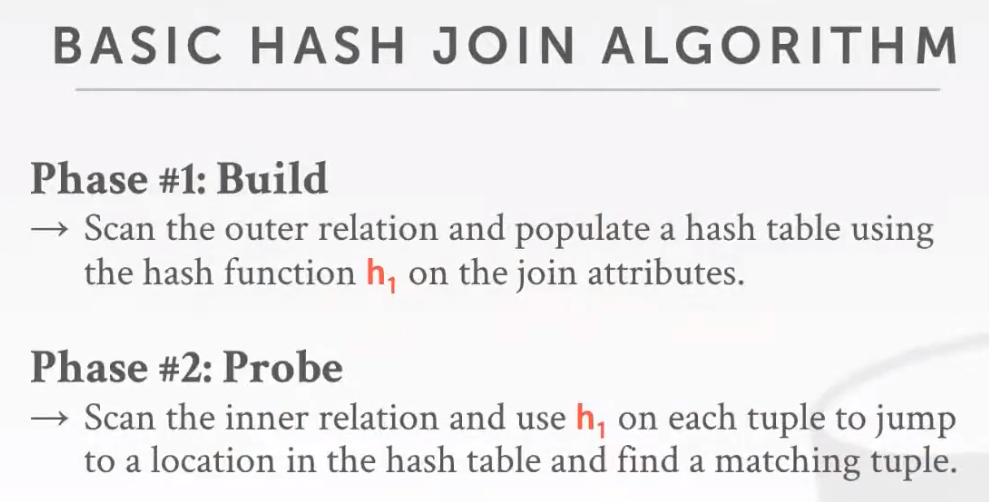 BASIC HASH JOIN ALGORITHM
Phase #1: Build
→ Scan the outer relation and populate a hash table using
the hash function h₁ on the join attributes.
Phase #2: Probe
→ Scan the inner relation and use h₁ on each tuple to jump
to a location in the hash table and find a matching tuple.